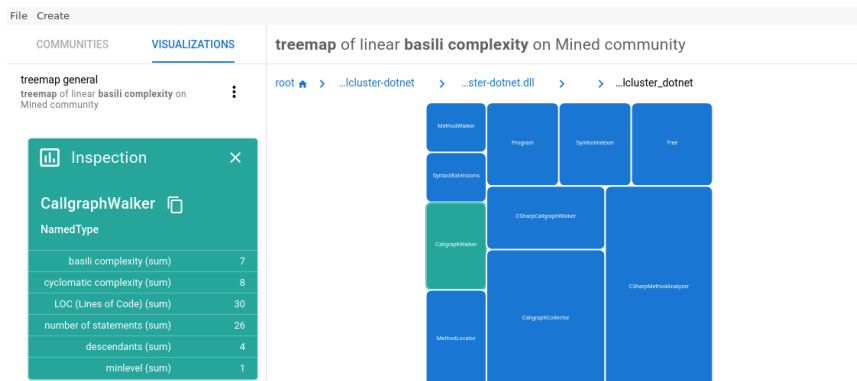 File Create
COMMUNITIES VISUALIZATIONS
treemap of linear basili complexity on Mined community
treemap general
treemap of linear basili complexity on
Mined community
root ...lcluster-dotnet ...ster-dotnet.dll ...lcluster_dotnet
Inspection
CallgraphWalker
NamedType
basili complexity (sum) 7
cyclomatic complexity (sum) 8
LOC (Lines of Code) (sum) 30
number of statements (sum) 26
descendants (sum) 4
minlevel (sum) 1
MethodWalker
Program
SymbolIndexer
Tree
SymbolExtensions
CSharpCallgraphWalker
CallgraphWalker
CSharpMethodAnalyzer
CallgraphCollector
MethodLocator